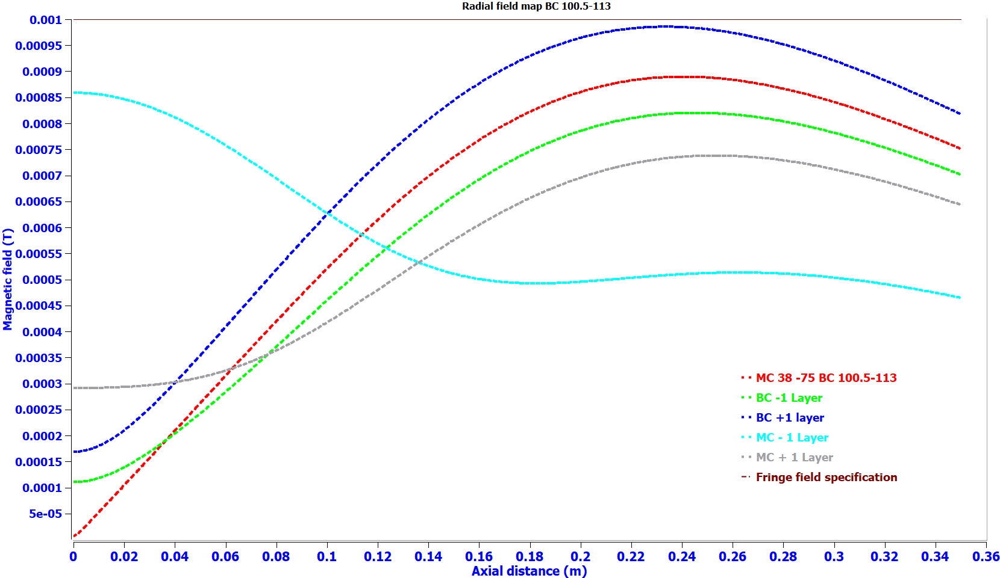 Radial field map BC 100.5-113
0.001
0.00095
0.0009
0.00085
0.0008
0.00075
0.0007
0.00065
0.0006
0.00055
0.0005
0.00045
0.0004
0.00035
0.0003
0.00025
0.0002
0.00015
0.0001
5e-05
Magnetic field (T)
MC 38 -75 BC 100.5-113
BC -1 Layer
BC +1 layer
MC - 1 Layer
MC + 1 Layer
Fringe field specification
0 0.02 0.04 0.06 0.08 0.1 0.12 0.14 0.16 0.18 0.2 0.22 0.24 0.26 0.28 0.3 0.32 0.34 0.36
Axial distance (m)